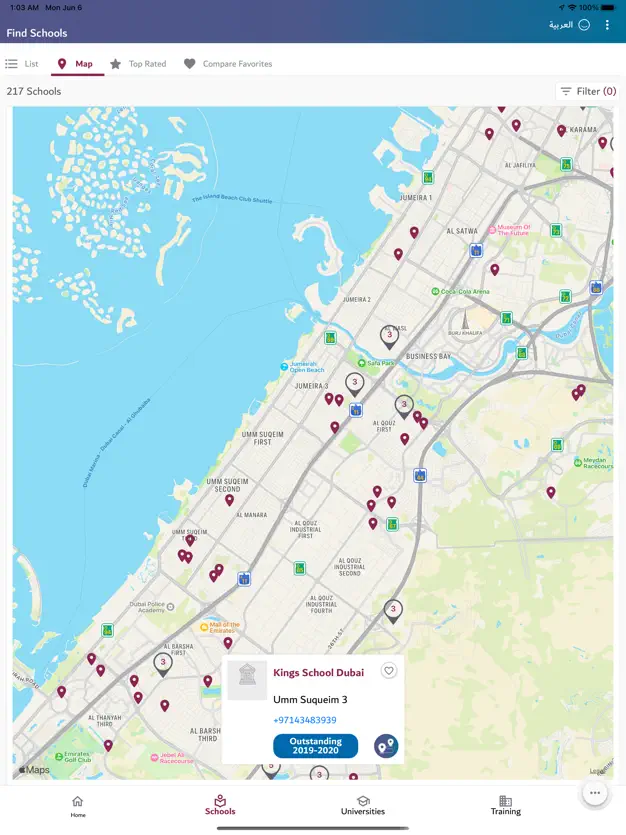 1:03 AM Mon Jun 6
100%
Find Schools
العربية
List
Map
Top Rated
Compare Favorites
217 Schools
Filter (0)
KARAMA
AL JAFILIYA
JUMEIRA 1
The Island Beach Club Shuttle
AL SATWA
Museum Of
The Future
Coca-Cola Arena
JUMEIRA 2
BURJ KHALIFA
AL WASL
3
BUSINESS BAY
Safa Park
Jumeirah
Open Beach
JUMEIRA 3
3
3
AL QOUZ
FIRST
UMM SUQEIM
FIRST
Dubai Marina - Dubai Canal - Al Ghubaiba
Meydan
Racecourse
UMM SUQEIM
SECOND
AL MANARA
AL QOUZ
INDUSTRIAL
FIRST
UMM SUQEIM
THIRD
AL QOUZ
INDUSTRIAL
SECOND
AL QOUZ
INDUSTRIAL
FOURTH
Dubai Police
Academy
3
Mall of the
Emirates
AL BARSHA
FIRST
3
AL THANYAH
THIRD
AL BARSH
THIRD
Emirates
Golf Club
Jebel Ali
Racecourse
Kings School Dubai
Umm Suqueim 3
+97143483939
Outstanding
2019-2020
5
3
Maps
Legal
Home
Schools
Universities
Training